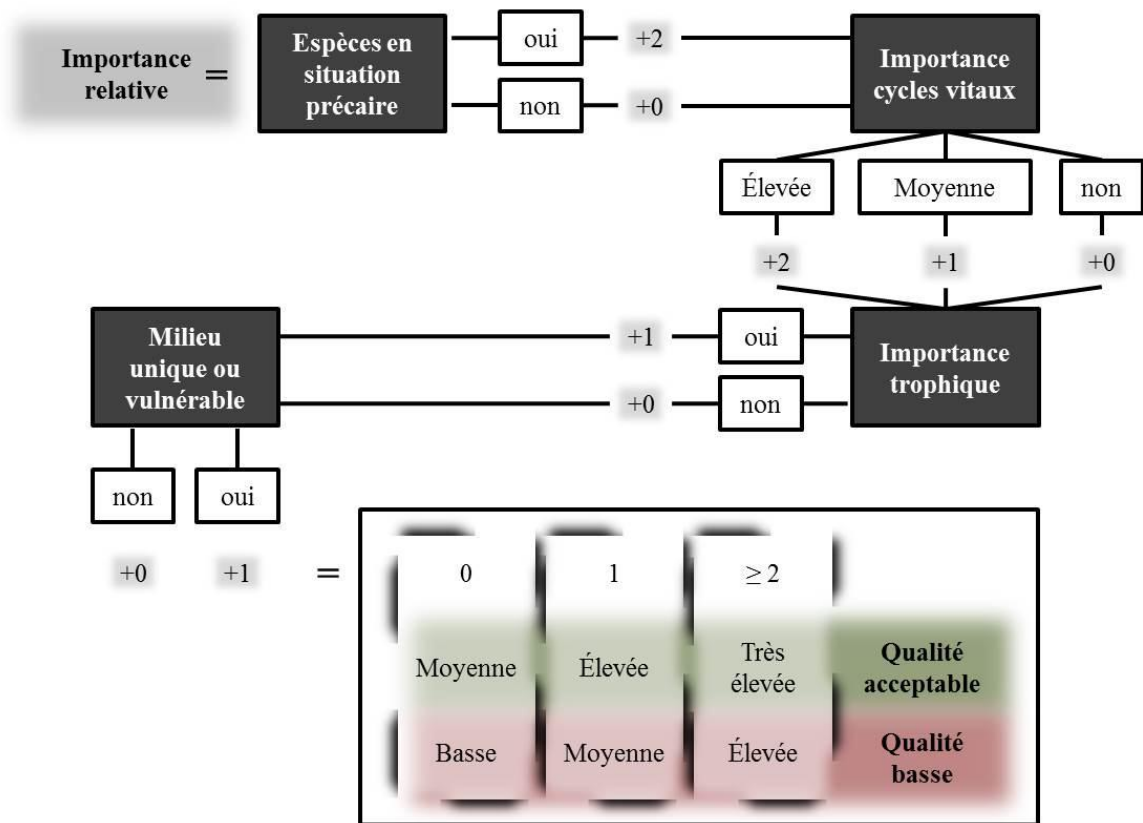 Importance
relative
=
Espèces en
situation
précaire
oui
+2
non
+0
Importance
cycles vitaux
Élevée
Moyenne
non
+2
+1
+0
Importance
trophique
oui
+1
non
+0
Milieu
unique ou
vulnérable
non
oui
+0
+1
=
0
1
≥ 2
Moyenne
Élevée
Très
élevée
Qualité
acceptable
Basse
Moyenne
Élevée
Qualité
basse